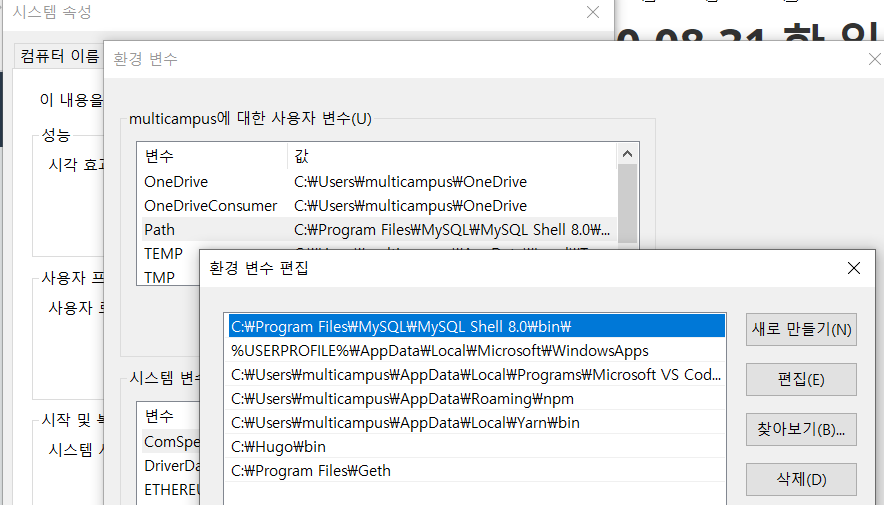 시스템 속성
컴퓨터 이름
환경 변수
이 내용을
multicampus에 대한 사용자 변수(U)
성능
변수 값
시각 효과
OneDrive C:₩Users₩multicampus₩OneDrive
OneDriveConsumer C:₩Users₩multicampus₩OneDrive
Path C:₩Program Files₩MySQL₩MySQL Shell 8.0₩...
TEMP
TMP
환경 변수 편집
사용자 프
사용자 로
C:₩Program Files₩MySQL₩MySQL Shell 8.0₩bin₩
새로 만들기(N)
%USERPROFILE%₩AppData₩Local₩Microsoft₩WindowsApps
C:₩Users₩multicampus₩AppData₩Local₩Programs₩Microsoft VS Cod...
편집(E)
시스템 변수
C:₩Users₩multicampus₩AppData₩Roaming₩npm
변수
시작 및 복
C:₩Users₩multicampus₩AppData₩Local₩Yarn₩bin
찾아보기(B)...
ComSpe
시스템 시
C:₩Hugo₩bin
DriverDa
C:₩Program Files₩Geth
삭제(D)
ETHEREU